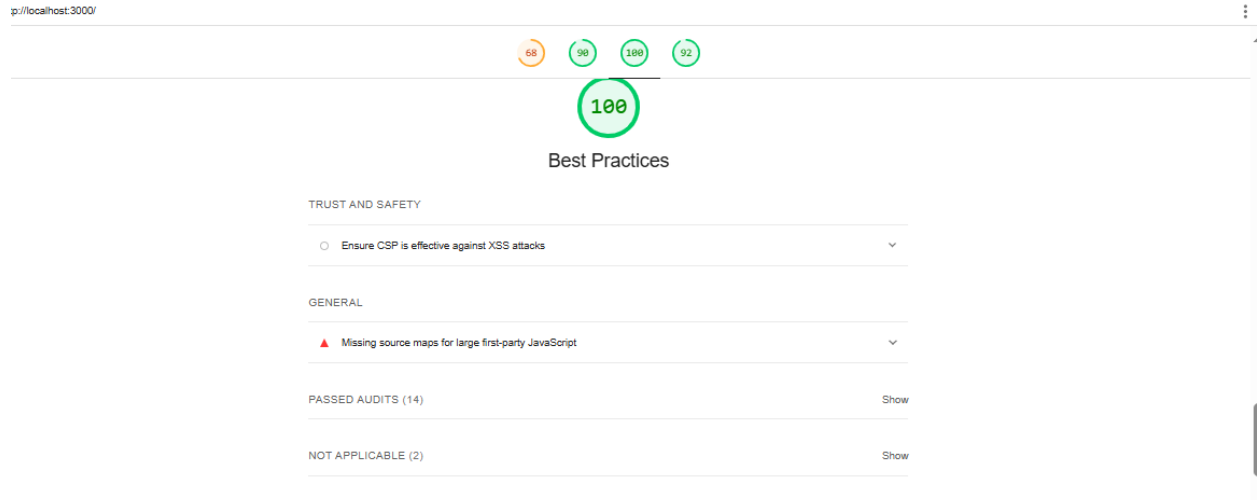 tp://localhost:3000/
68 90 100 92
100
Best Practices
TRUST AND SAFETY
Ensure CSP is effective against XSS attacks
GENERAL
Missing source maps for large first-party JavaScript
PASSED AUDITS (14) Show
NOT APPLICABLE (2) Show